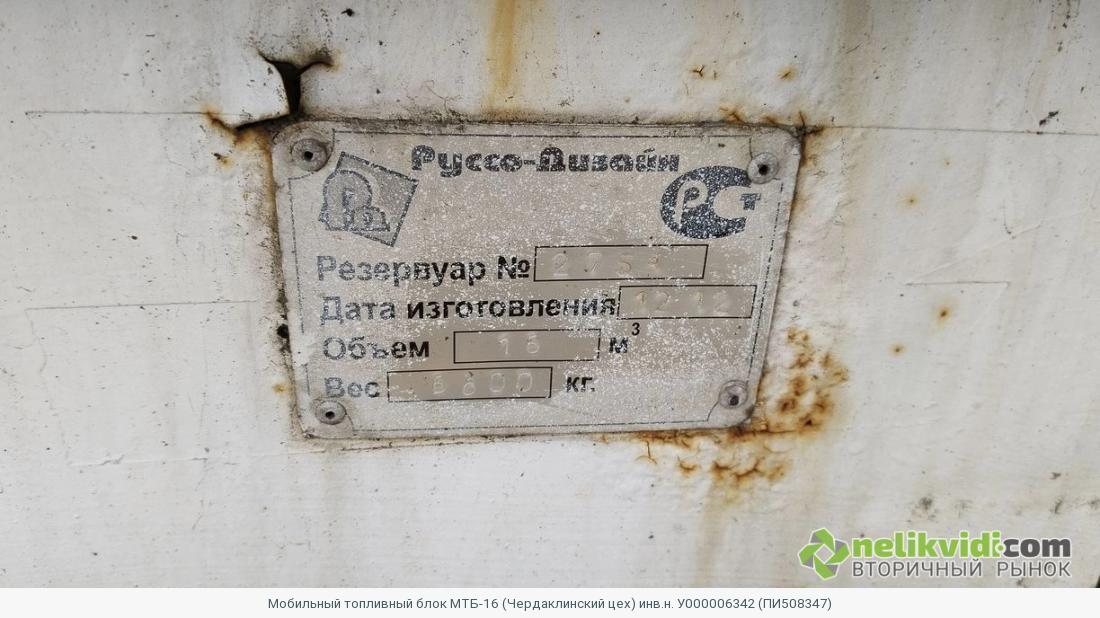 Руссо-Дизайн
РСТ
Резервуар №
Дата изготовления 12 12
Объем 16 м³
Вес кг.
nelikvidi.com
ВТОРИЧНЫЙ РЫНОК
Мобильный топливный блок МТБ-16 (Чердаклинский цех) инв.н. У000006342 (ПИ508347)